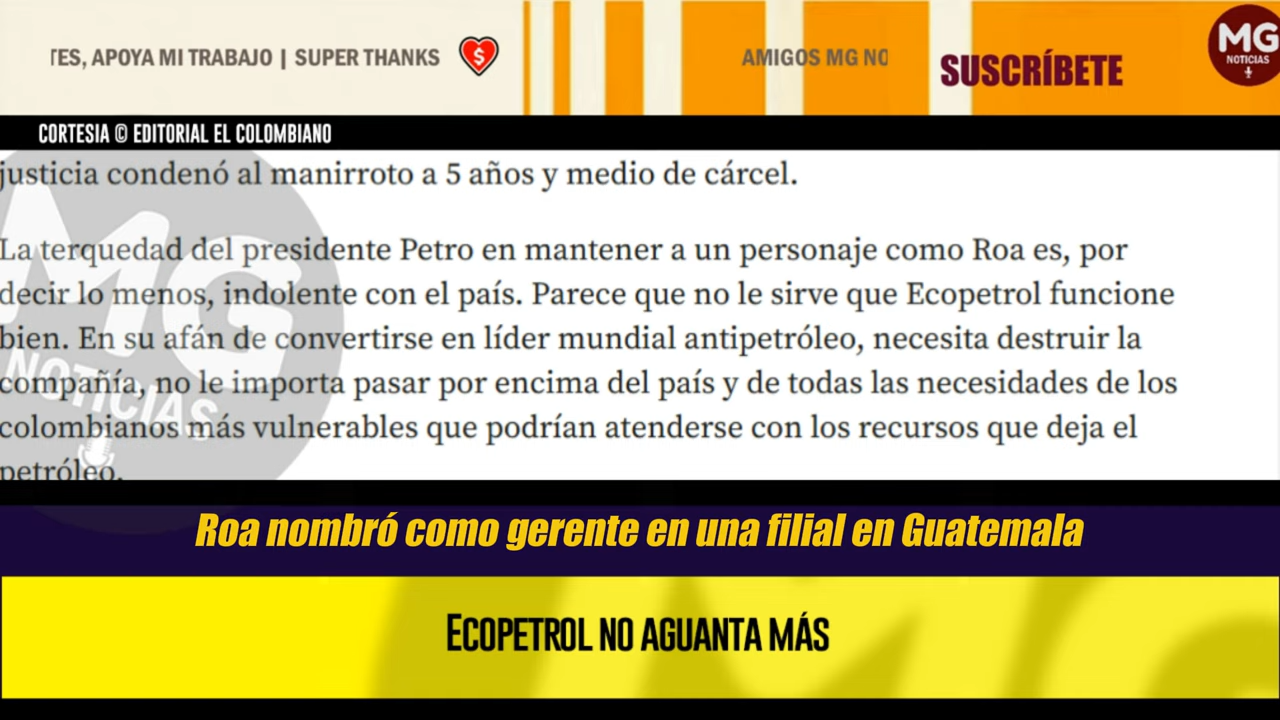 TES, APOYA MI TRABAJO | SUPER THANKS
AMIGOS MG NO
SUSCRÍBETE
MG
NOTICIAS
CORTESIA © EDITORIAL EL COLOMBIANO
justicia condenó al manirroto a 5 años y medio de cárcel.
La terquedad del presidente Petro en mantener a un personaje como Roa es, por
decir lo menos, indolente con el país. Parece que no le sirve que Ecopetrol funcione
bien. En su afán de convertirse en líder mundial antipetróleo, necesita destruir la
compañía, no le importa pasar por encima del país y de todas las necesidades de los
colombianos más vulnerables que podrían atenderse con los recursos que deja el
petróleo.
MG
NOTICIAS
Roa nombró como gerente en una filial en Guatemala
ECOPETROL NO AGUANTA MÁS